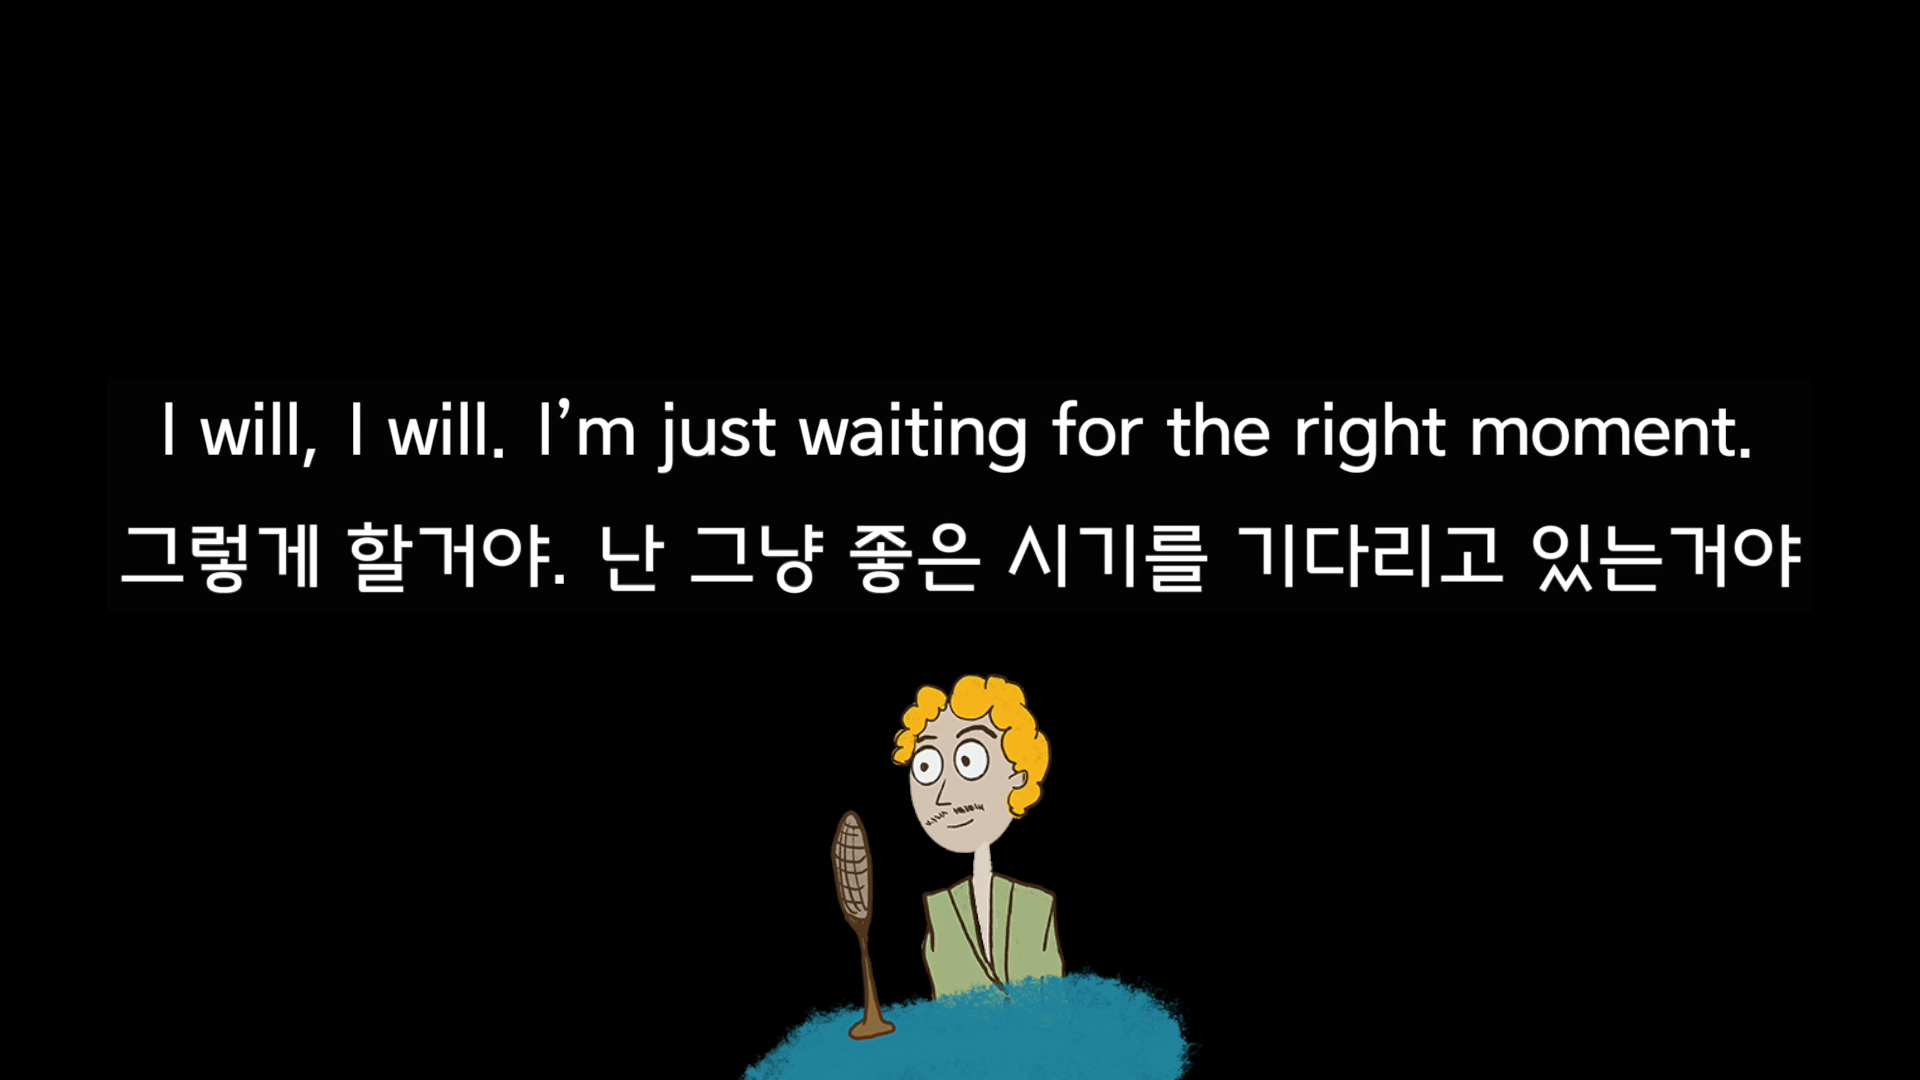 I will, I will. I’m just waiting for the right moment.
그렇게 할거야. 난 그냥 좋은 시기를 기다리고 있는거야